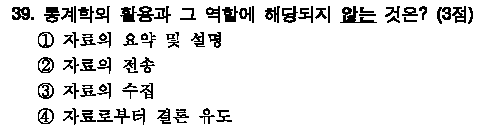 39. 통계학의 활용과 그 역할에 해당되지 않는 것은? (3점)
① 자료의 요약 및 설명
② 자료의 전송
③ 자료의 수집
④ 자료로부터 결론 유도